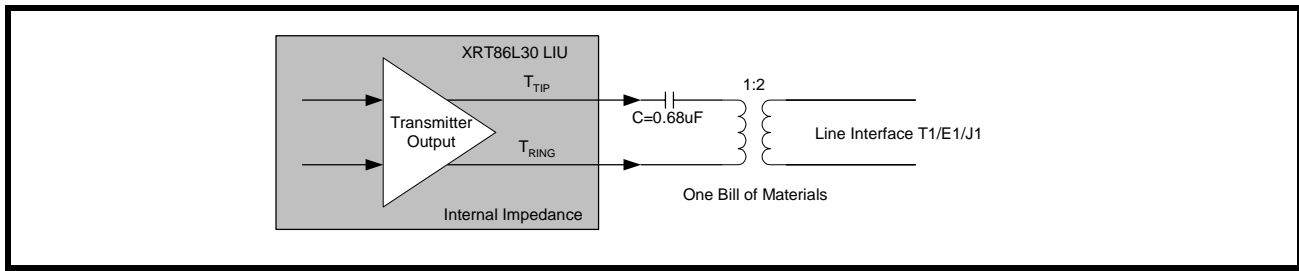 XRT86L30 LIU
TTIP
1:2
C=0.68uF
Transmitter
Output
Line Interface T1/E1/J1
TRING
One Bill of Materials
Internal Impedance